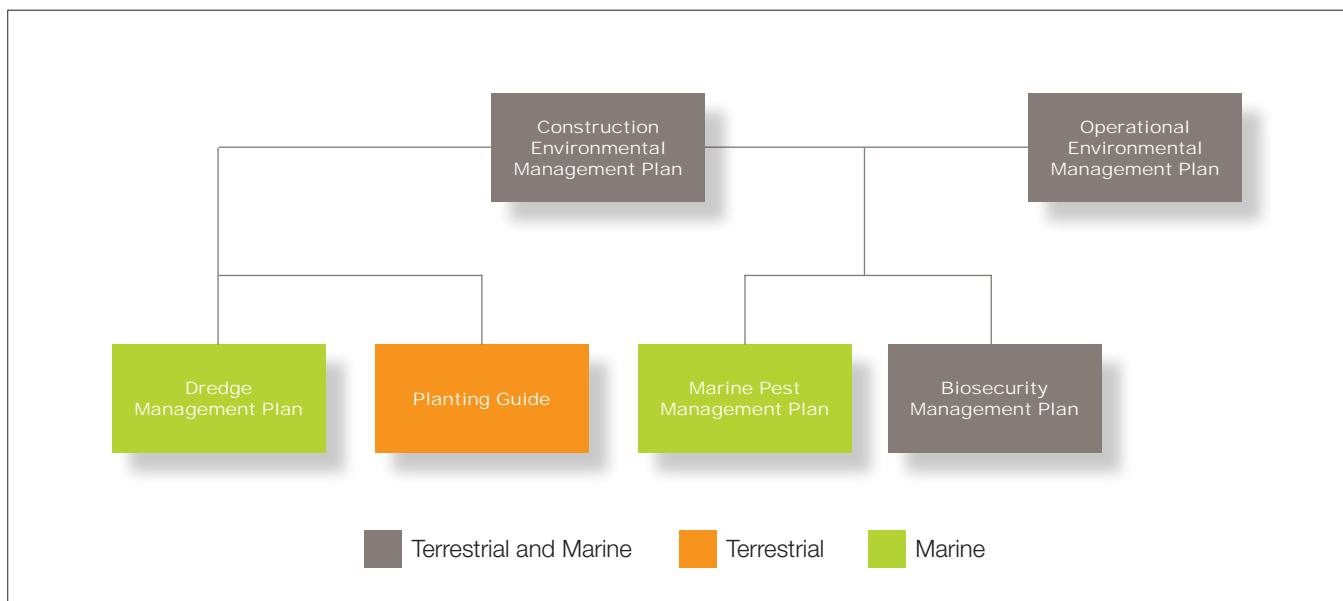 Construction
Environmental
Management Plan
Operational
Environmental
Management Plan
Dredge
Management Plan
Planting Guide
Marine Pest
Management Plan
Biosecurity
Management Plan
Terrestrial and Marine
Terrestrial
Marine